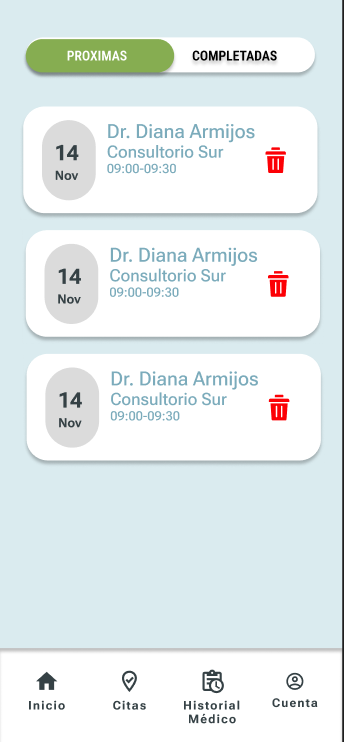 PROXIMAS COMPLETADAS
14
Nov
Dr. Diana Armijos
Consultorio Sur
09:00-09:30
14
Nov
Dr. Diana Armijos
Consultorio Sur
09:00-09:30
14
Nov
Dr. Diana Armijos
Consultorio Sur
09:00-09:30
Inicio
Citas
Historial
Médico
Cuenta